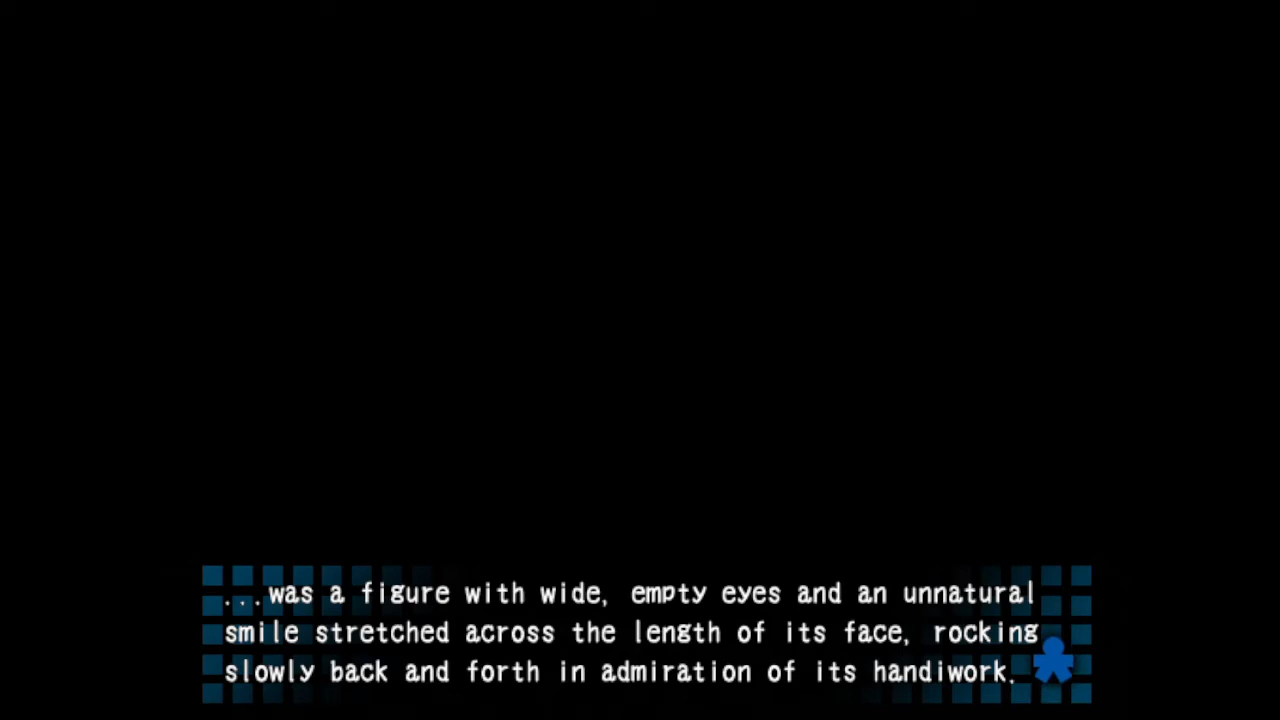 ...was a figure with wide, empty eyes and an unnatural
smile stretched across the length of its face, rocking
slowly back and forth in admiration of its handiwork.